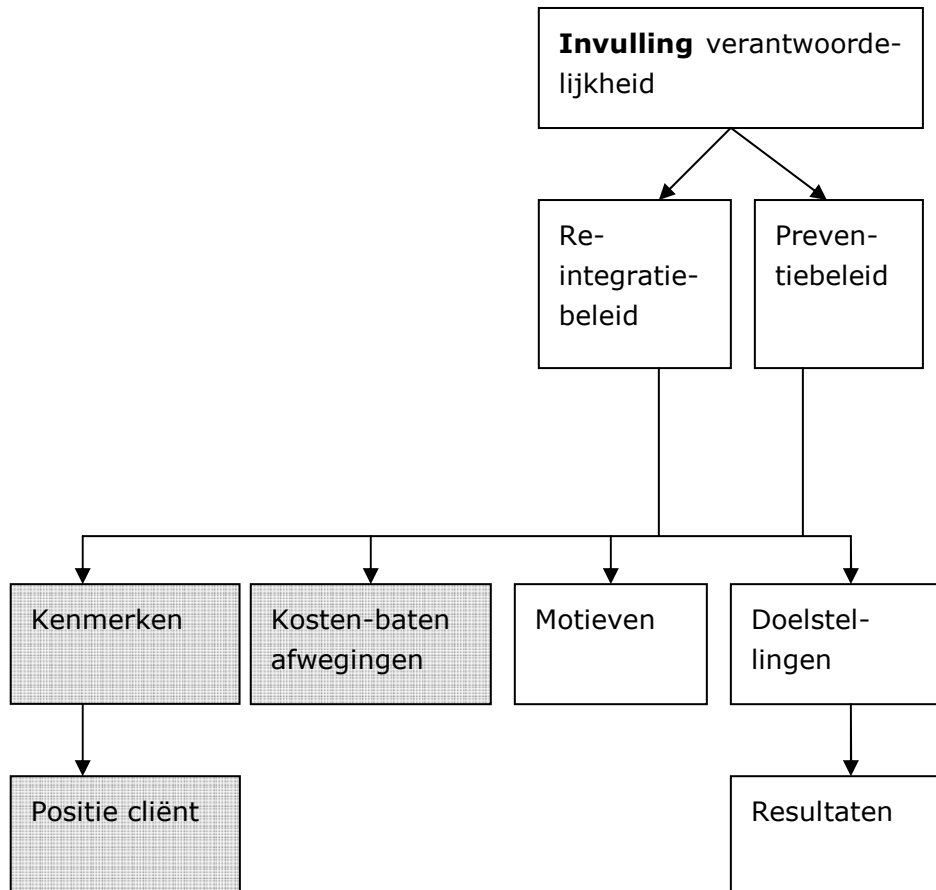 Invulling verantwoorde-
lijkheid
Re-
integratie-
beleid
Preven-
tiebeleid
Kenmerken
Kosten-baten
afwegingen
Motieven
Doelstel-
lingen
Positie cliënt
Resultaten